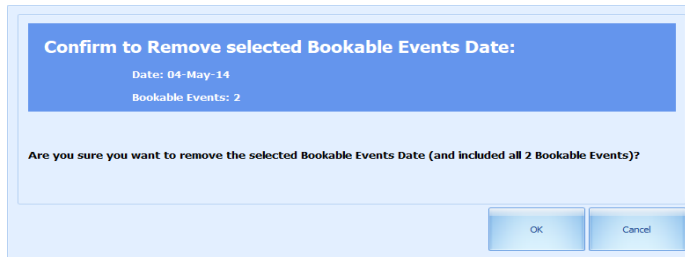 Confirm to Remove selected Bookable Events Date:
Date: 04-May-14
Bookable Events: 2
Are you sure you want to remove the selected Bookable Events Date (and included all 2 Bookable Events)?
OK
Cancel